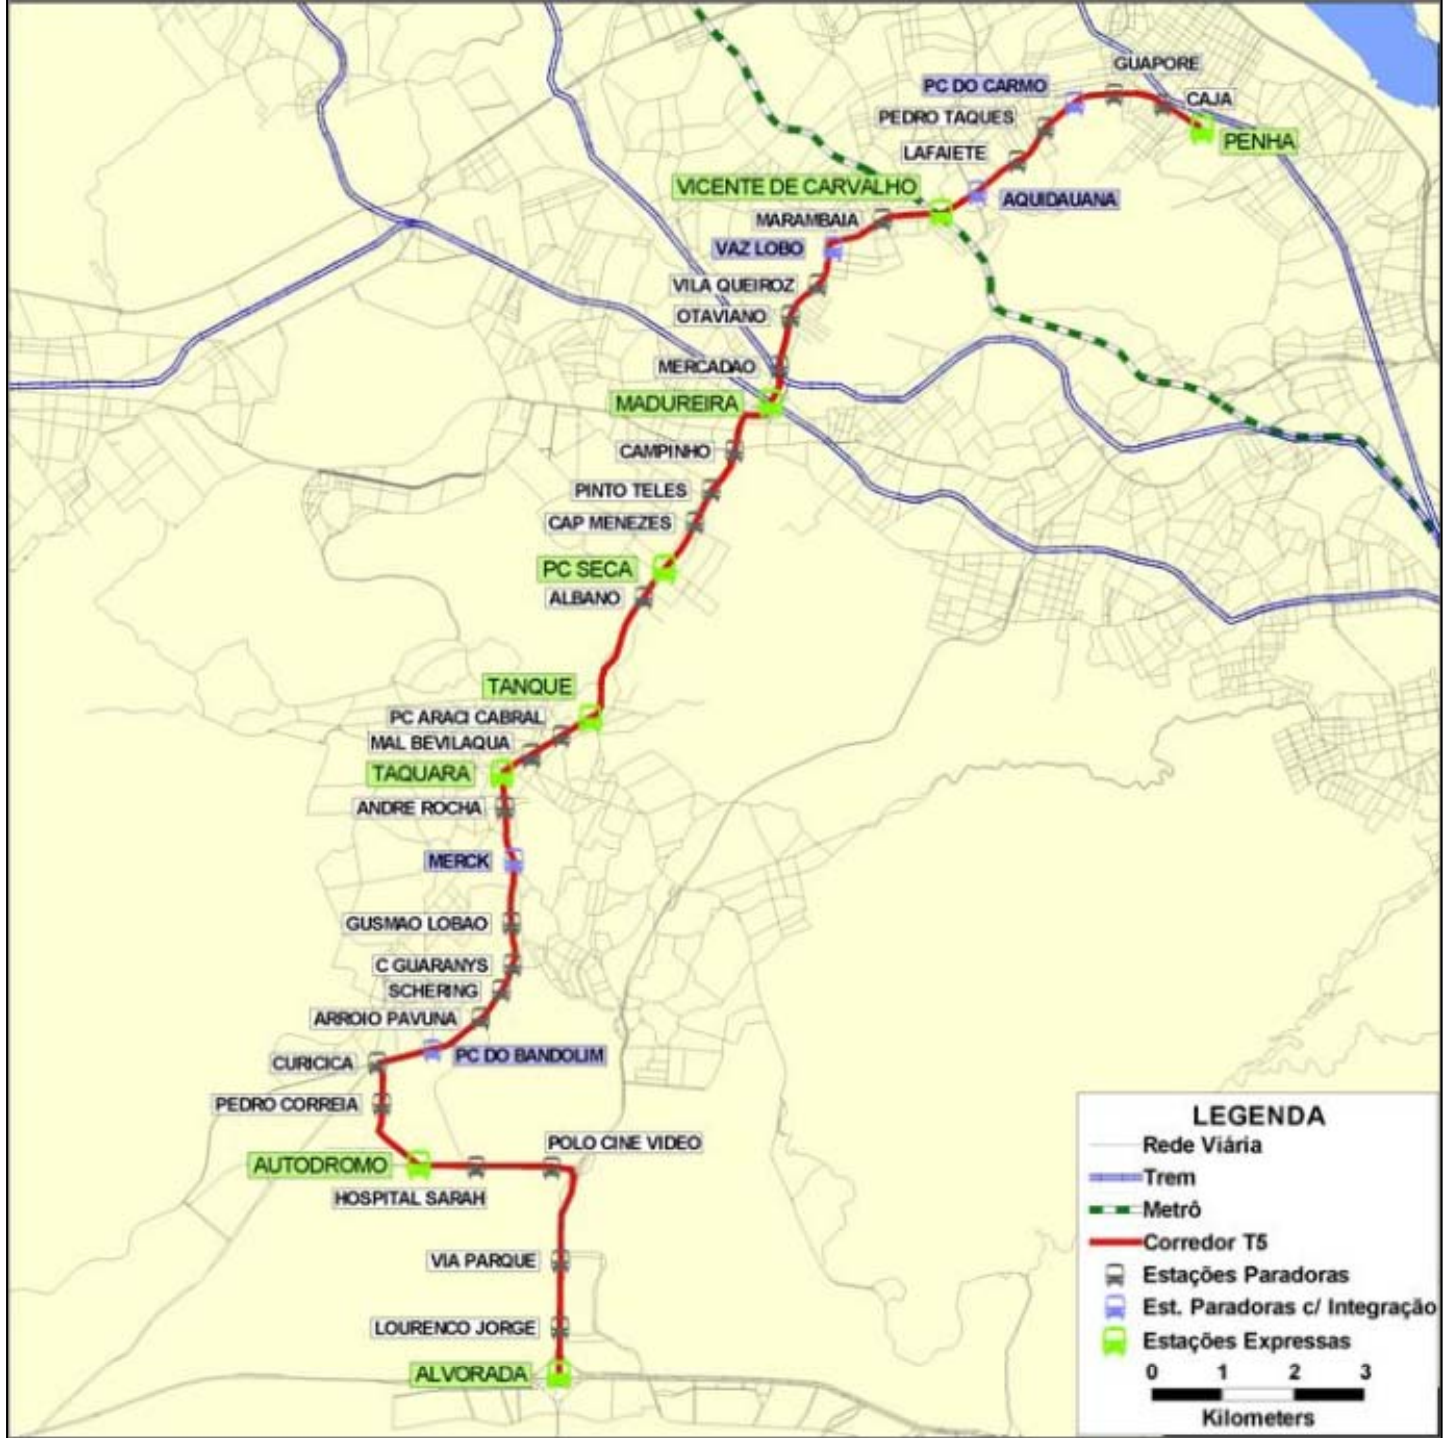 GUAPORE
PC DO CARMO
CAJA
PEDRO TAQUES
PENHA
LAFAIETE
VICENTE DE CARVALHO
AQUIDAUANA
MARAMBAIA
VAZ LOBO
VILA QUEIROZ
OTAVIANO
MERCADAO
MADUREIRA
CAMPINHO
PINTO TELES
CAP MENEZES
PC SECA
ALBANO
TANQUE
PC ARACI CABRAL
MAL BEVILAQUA
TAQUARA
ANDRE ROCHA
MERCK
GUSMAO LOBAO
C GUARANYS
SCHERING
ARROIO PAVUNA
PC DO BANDOLIM
CURICICA
PEDRO CORREIA
POLO CINE VIDEO
AUTODROMO
HOSPITAL SARAH
VIA PARQUE
LOURENCO JORGE
ALVORADA
LEGENDA
Rede Viária
Trem
Metrô
Corredor T5
Estações Paradoras
Est. Paradoras c/ Integração
Estações Expressas
0 1 2 3
Kilometers